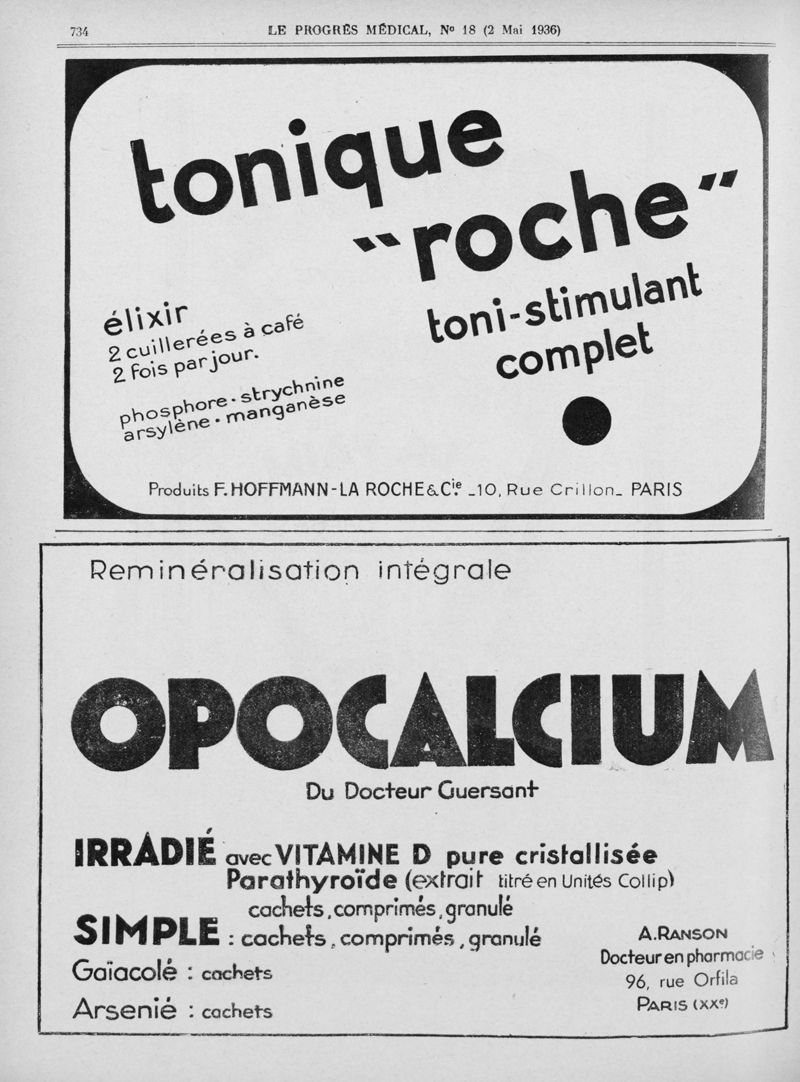 734
LE PROGRÈS MÉDICAL, No 18 (2 Mai 1936)
tonique
"roche"
toni-stimulant
complet
élixir
2 cuillerées à café
2 fois par jour.
phosphore • strychnine
arsylène • manganèse
Produits F. HOFFMANN-LA ROCHE & Cie. _10, Rue Crillon_ PARIS
Reminéralisation intégrale
OPOCALCIUM
Du Docteur Guersant
IRRADIÉ avec VITAMINE D pure cristallisée
Parathyroïde (extrait titré en Unités Collip)
cachets, comprimés, granulé
SIMPLE : cachets, comprimés, granulé
Gaïacolé : cachets
Arsenié : cachets
A. RANSON
Docteur en pharmacie
96, rue Orfila
PARIS (XXe)